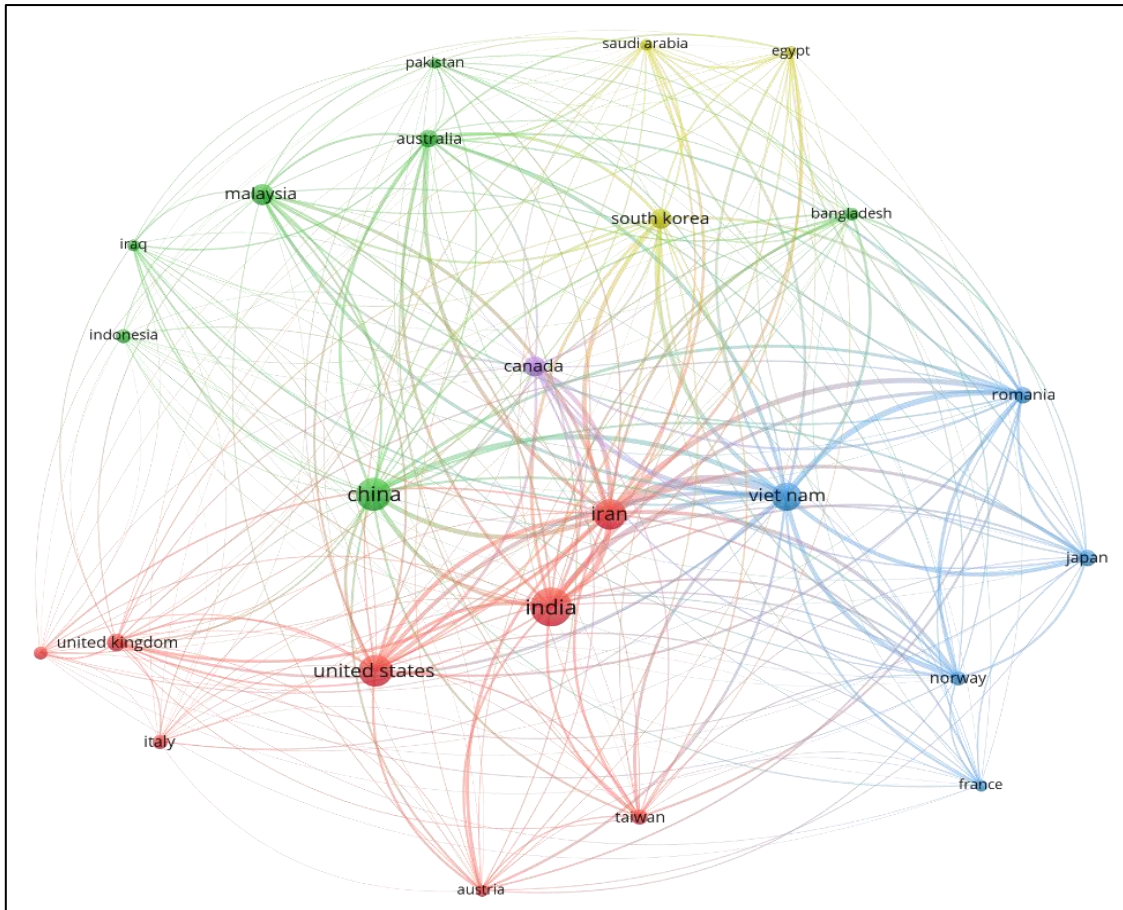 saudi arabia
egypt
pakistan
australia
malaysia
south korea
bangladesh
iraq
indonesia
canada
romania
china
viet nam
iran
japan
india
united kingdom
united states
norway
italy
france
taiwan
austria